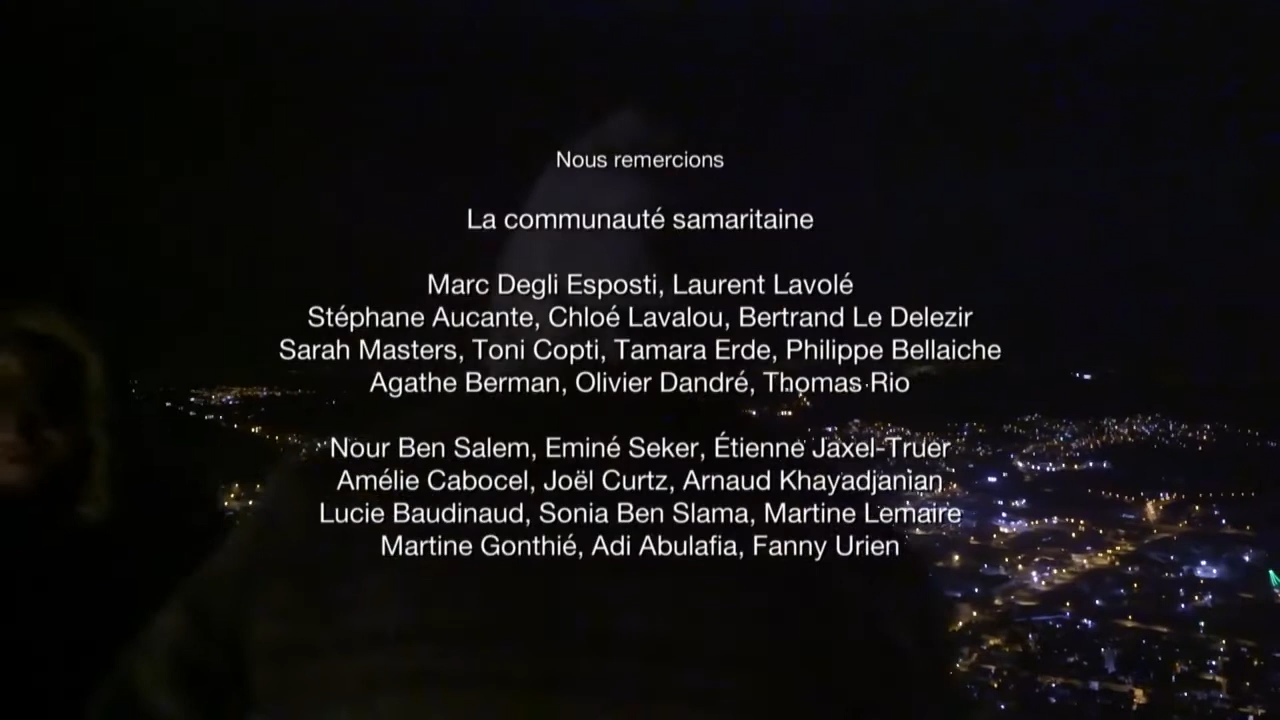 Nous remercions
La communauté samaritaine
Marc Degli Esposti, Laurent Lavolé
Stéphane Aucante, Chloé Lavalou, Bertrand Le Delezir
Sarah Masters, Toni Copti, Tamara Erde, Philippe Bellaiche
Agathe Berman, Olivier Dandré, Thomas Rio
Nour Ben Salem, Eminé Seker, Étienne Jaxel-Truer
Amélie Cabocel, Joël Curtz, Arnaud Khayadjanian
Lucie Baudinaud, Sonia Ben Slama, Martine Lemaire
Martine Gonthié, Adi Abulafia, Fanny Urien